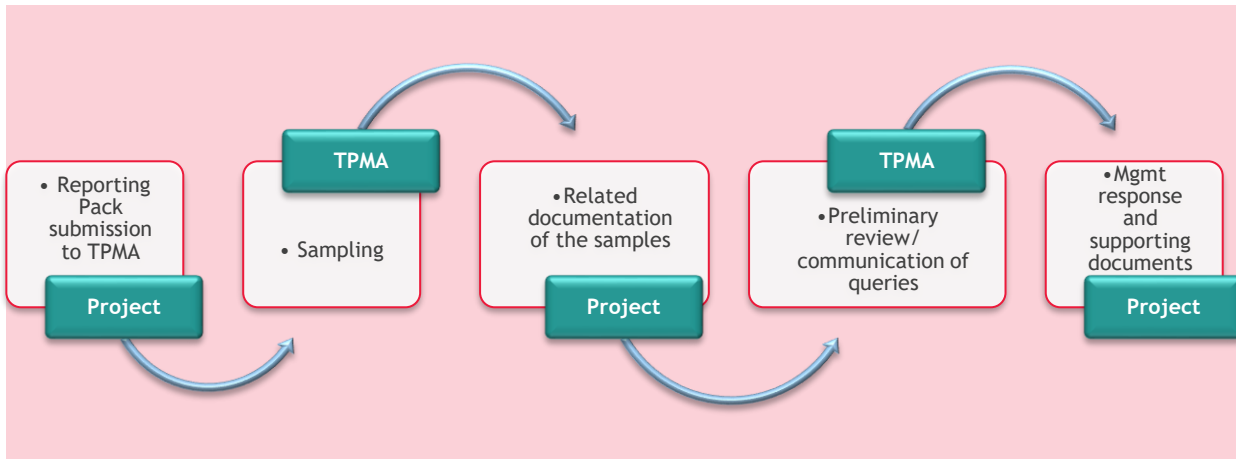 • Reporting
Pack
submission
to TPMA
Project
TPMA
• Sampling
•Related
documentation
of the samples
Project
TPMA
•Preliminary
review/
communication of
queries
•Mgmt
response
and
supporting
documents
Project